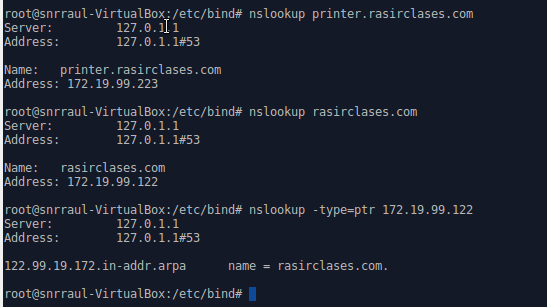 root@snrraul-VirtualBox:/etc/bind# nslookup printer.rasirclases.com
Server: 127.0.1.1
Address: 127.0.1.1#53
Name: printer.rasirclases.com
Address: 172.19.99.223
root@snrraul-VirtualBox:/etc/bind# nslookup rasirclases.com
Server: 127.0.1.1
Address: 127.0.1.1#53
Name: rasirclases.com
Address: 172.19.99.122
root@snrraul-VirtualBox:/etc/bind# nslookup -type=ptr 172.19.99.122
Server: 127.0.1.1
Address: 127.0.1.1#53
122.99.19.172.in-addr.arpa name = rasirclases.com.
root@snrraul-VirtualBox:/etc/bind#